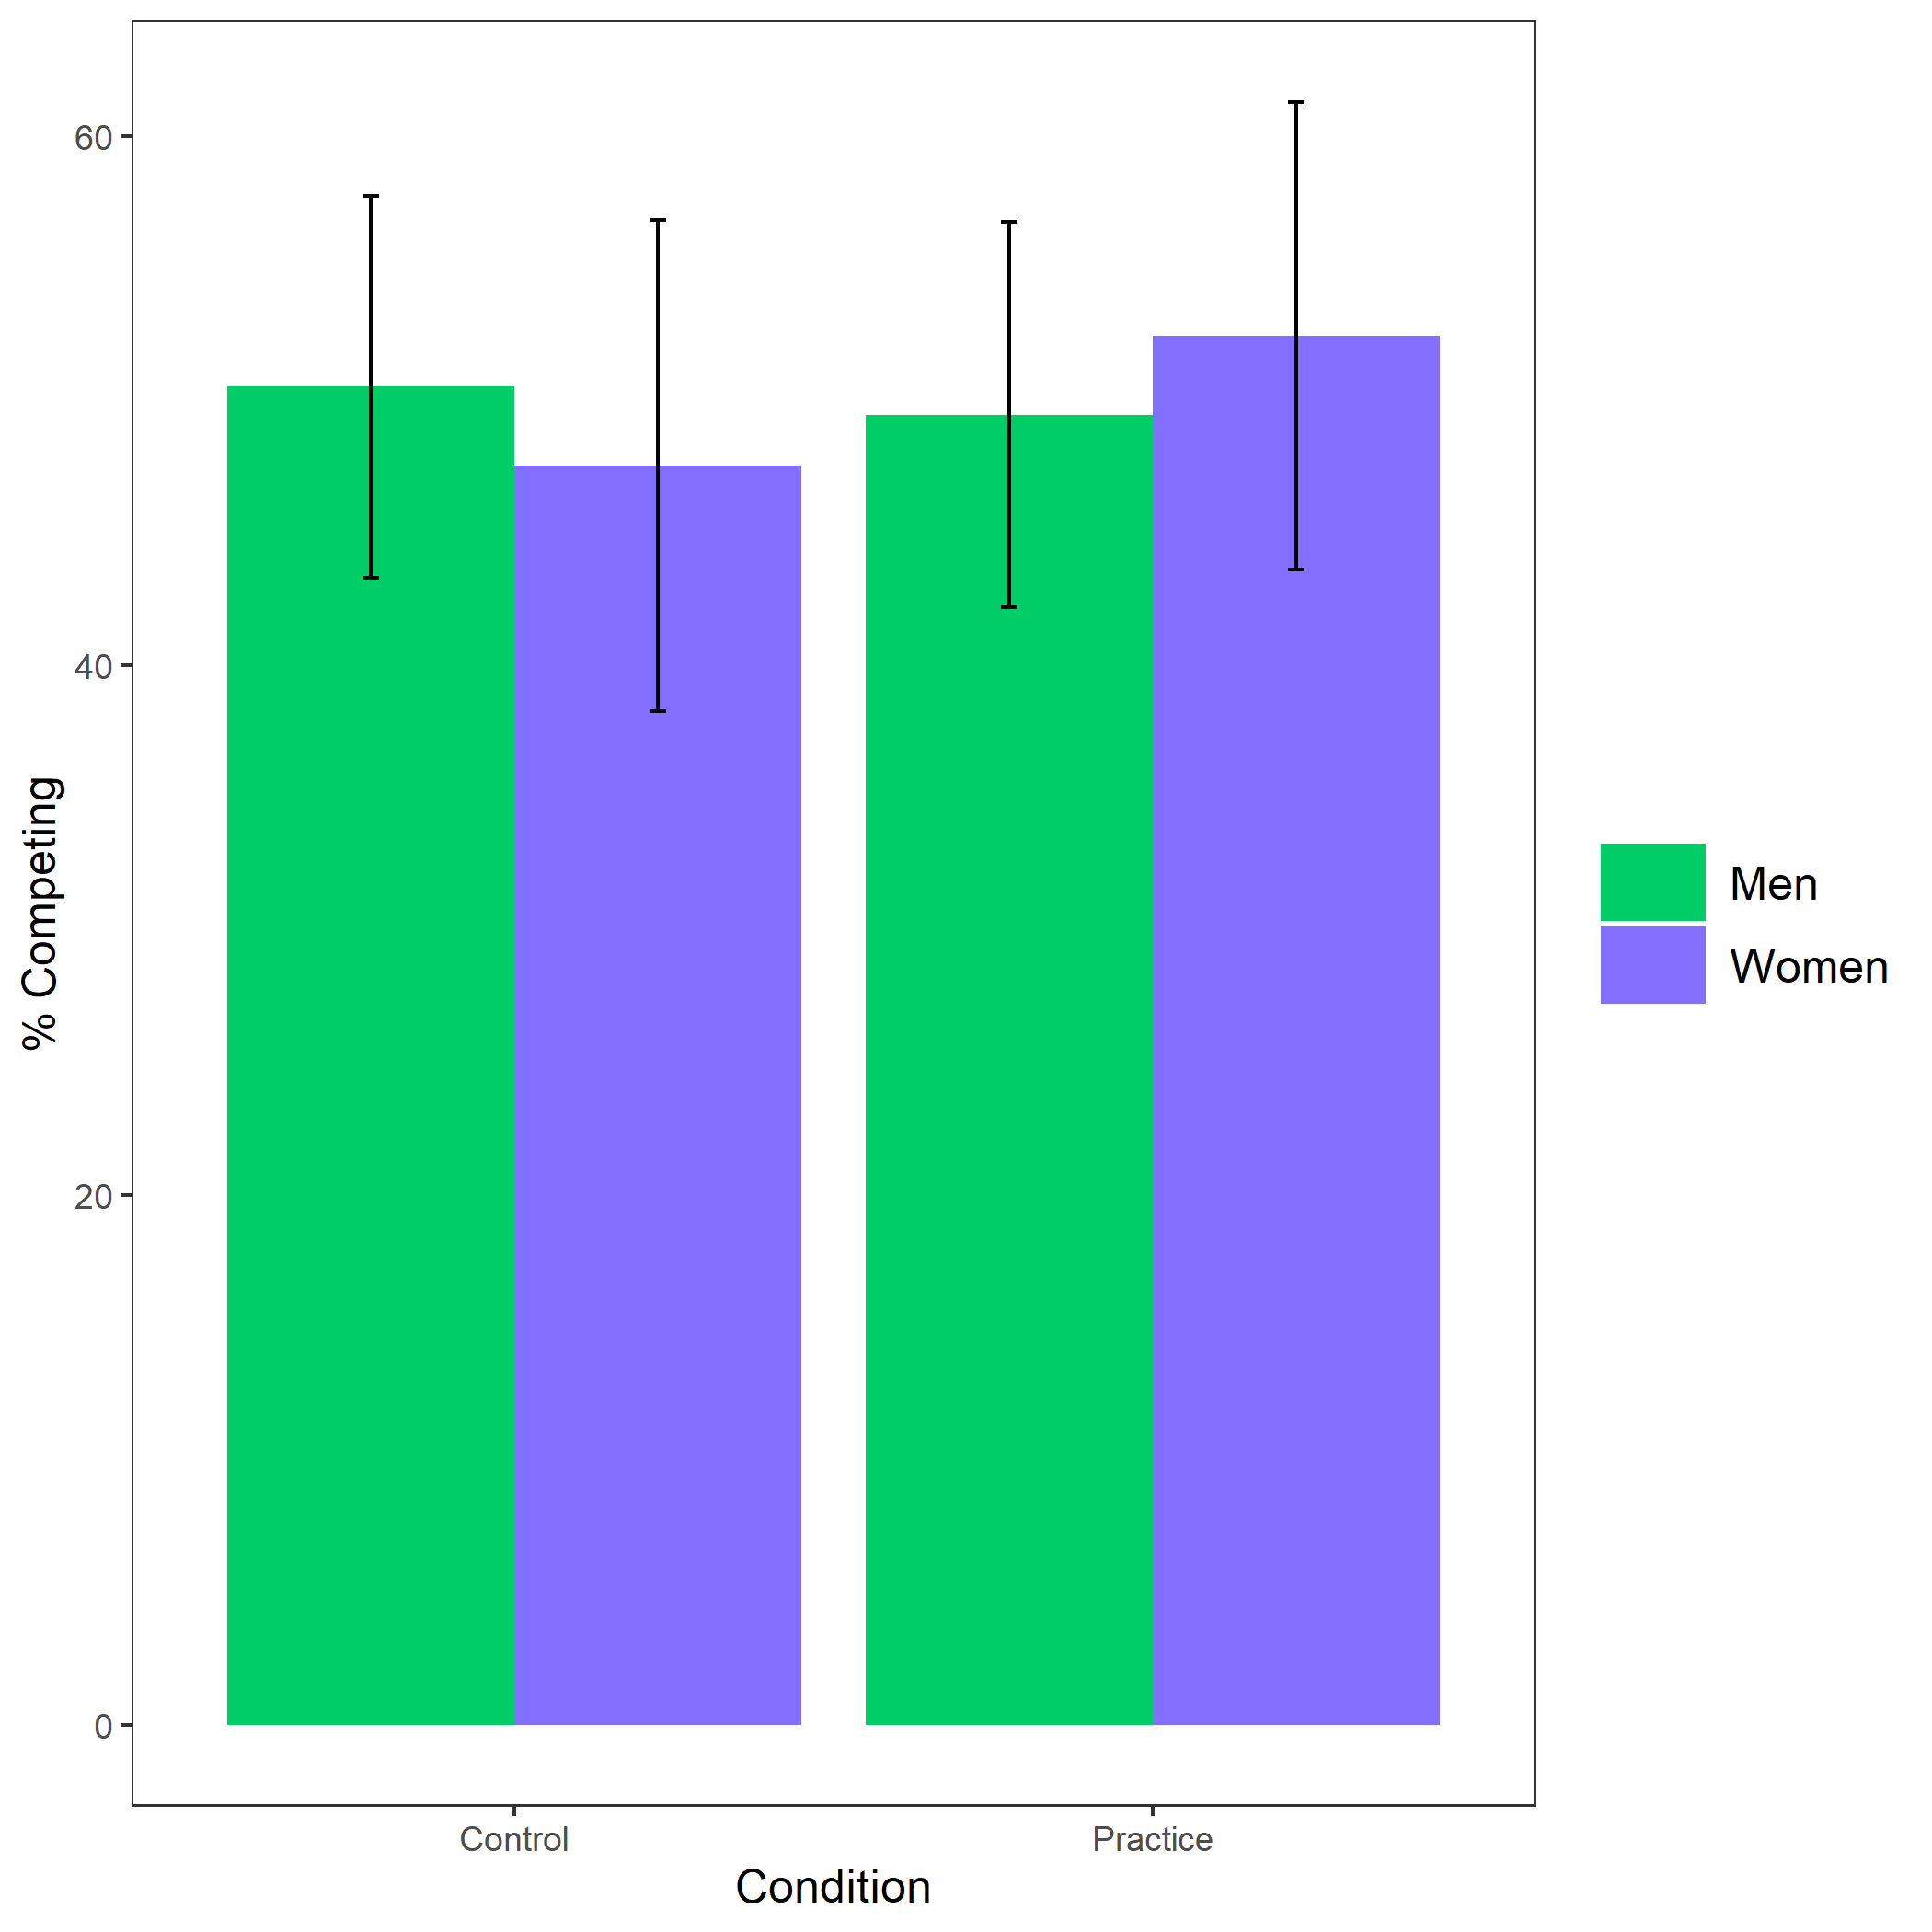 % Competing
60
40
20
0
Control
Practice
Condition
Men
Women